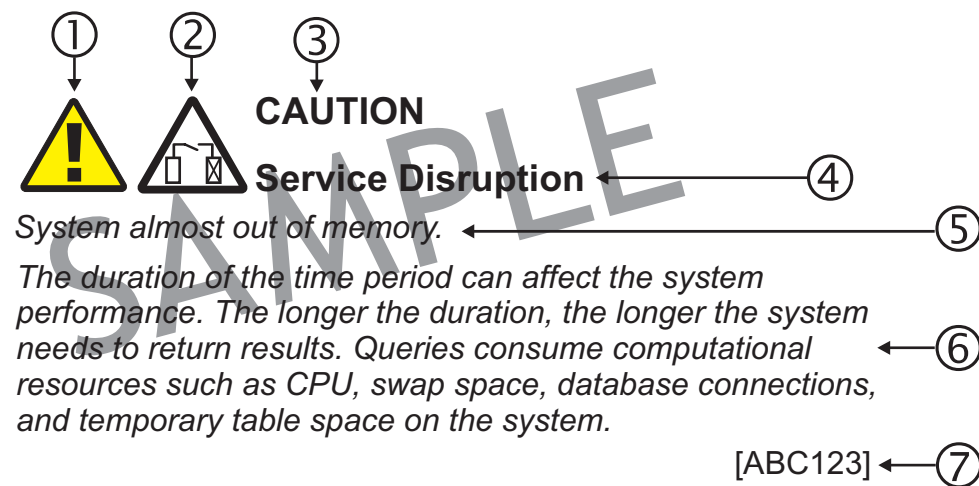 ① ② ③
CAUTION
Service Disruption ④
System almost out of memory. ⑤
The duration of the time period can affect the system
performance. The longer the duration, the longer the system
needs to return results. Queries consume computational ⑥
resources such as CPU, swap space, database connections,
and temporary table space on the system.
[ABC123] ⑦
SAMPLE